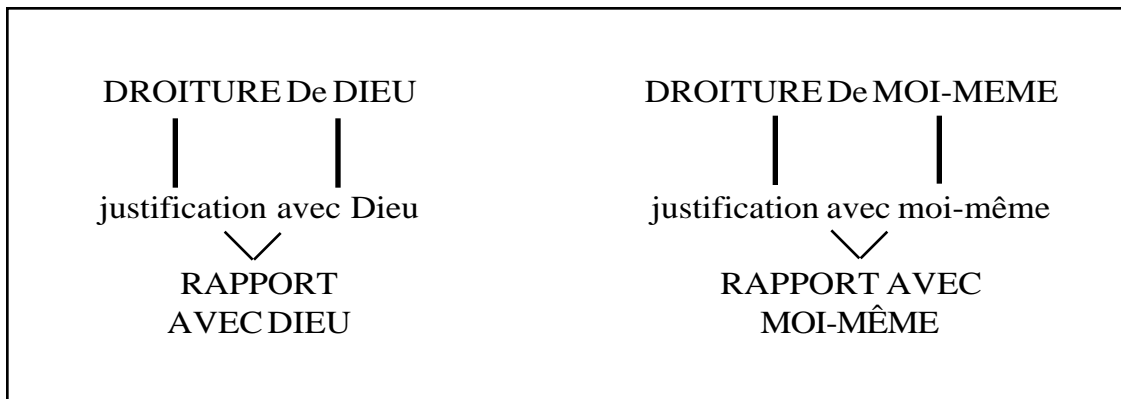 DROITURE De DIEU
justification avec Dieu
RAPPORT
AVEC DIEU
DROITURE De MOI-MEME
justification avec moi-même
RAPPORT AVEC
MOI-MÊME